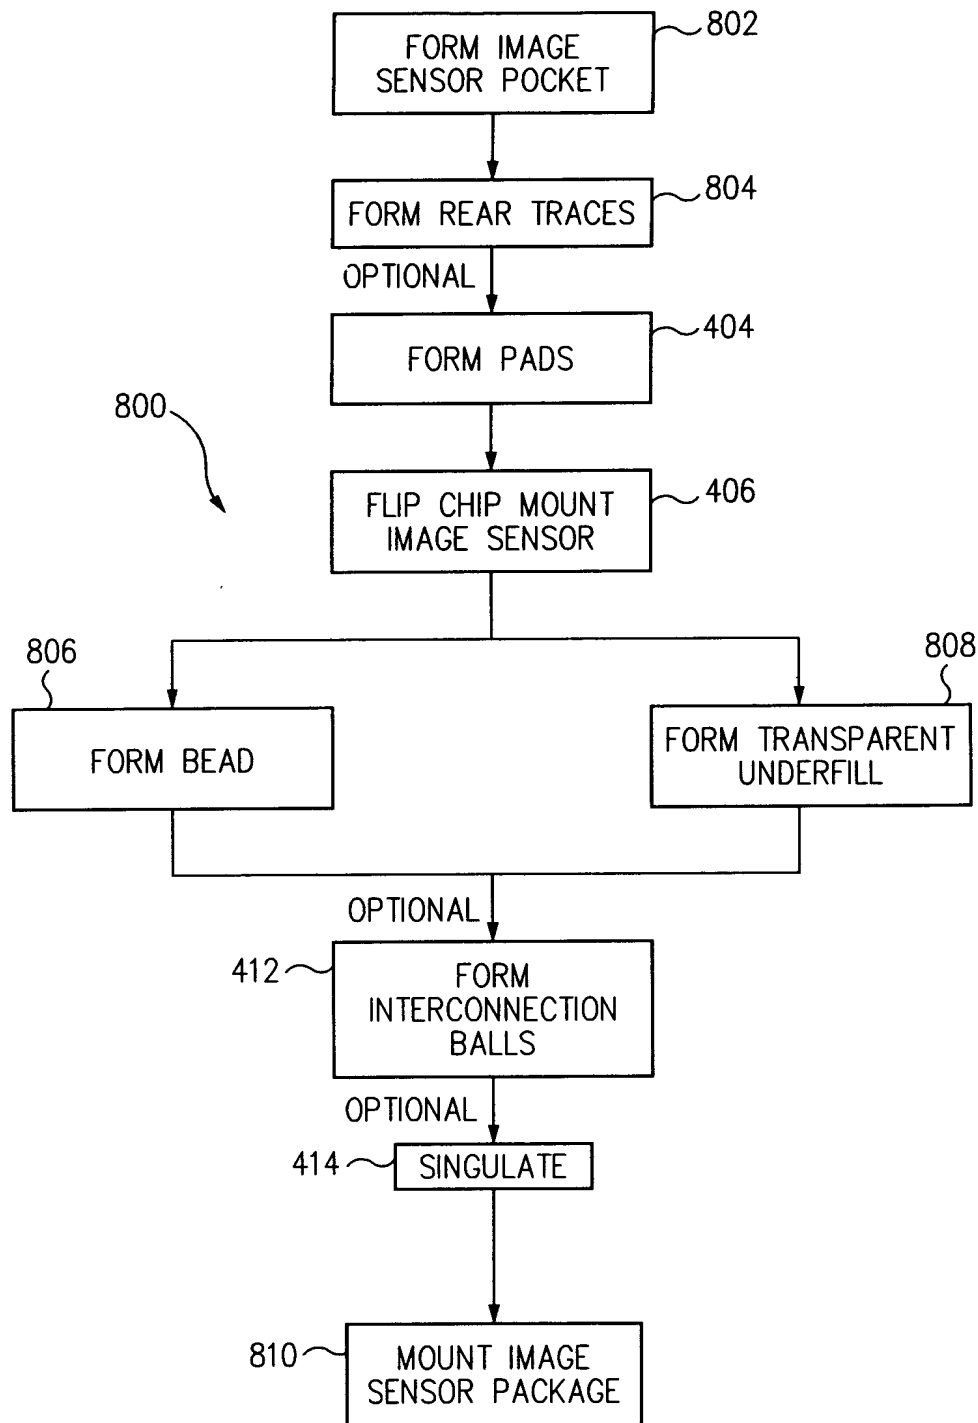 802
FORM IMAGE
SENSOR POCKET
804
FORM REAR TRACES
OPTIONAL
404
FORM PADS
800
406
FLIP CHIP MOUNT
IMAGE SENSOR
806
808
FORM BEAD
FORM TRANSPARENT
UNDERFILL
OPTIONAL
412
FORM
INTERCONNECTION
BALLS
OPTIONAL
414
SINGULATE
810
MOUNT IMAGE
SENSOR PACKAGE